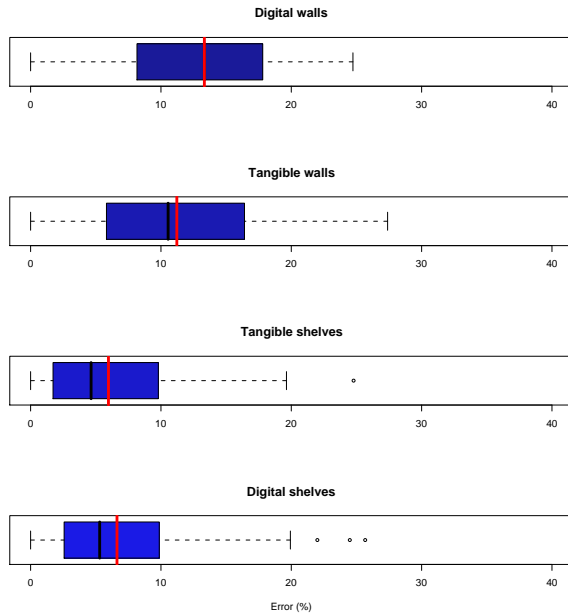 Digital walls
0 10 20 30 40
Tangible walls
0 10 20 30 40
Tangible shelves
0 10 20 30 40
Digital shelves
0 10 20 30 40
Error (%)